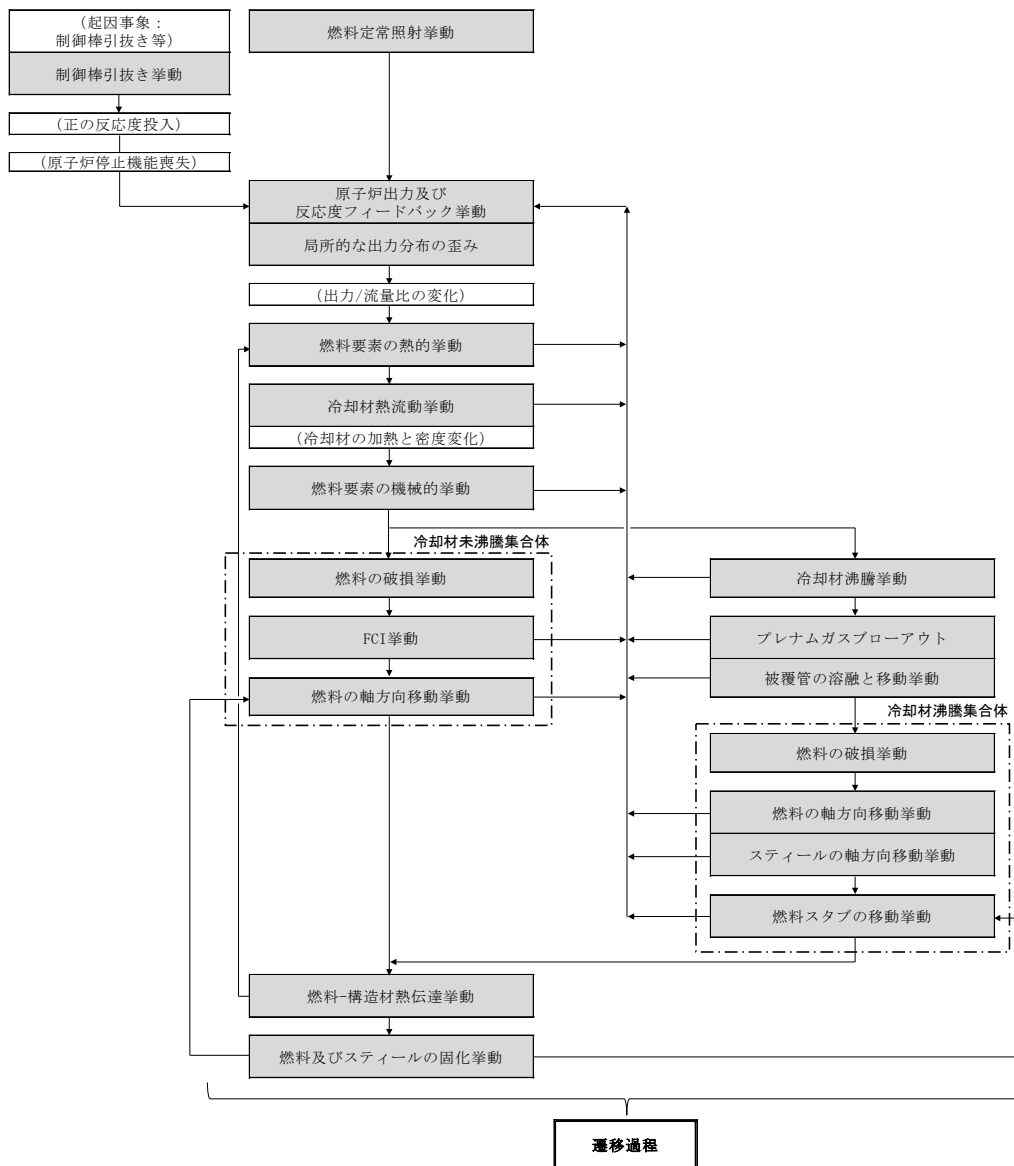 (起因事象：
制御棒引抜き等)
制御棒引抜き挙動
(正の反応度投入)
(原子炉停止機能喪失)
燃料定常照射挙動
原子炉出力及び
反応度フィードバック挙動
局所的な出力分布の歪み
(出力/流量比の変化)
燃料要素の熱的挙動
冷却材熱流動挙動
(冷却材の加熱と密度変化)
燃料要素の機械的挙動
冷却材未沸騰集合体
燃料の破損挙動
FCI挙動
燃料の軸方向移動挙動
冷却材沸騰挙動
プレナムガスブローアウト
被覆管の溶融と移動挙動
冷却材沸騰集合体
燃料の破損挙動
燃料の軸方向移動挙動
スティールの軸方向移動挙動
燃料スタブの移動挙動
燃料-構造材熱伝達挙動
燃料及びスティールの固化挙動
遷移過程